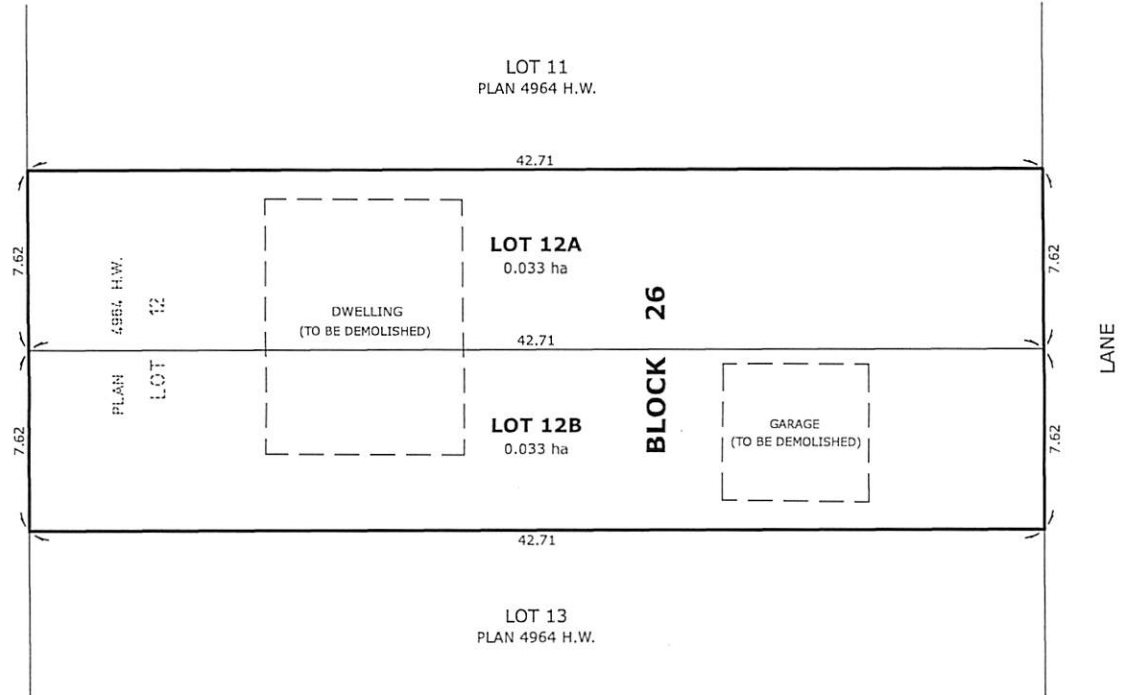 LOT 11
PLAN 4964 H.W.
42.71
7.62
7.62
LOT 12A
0.033 ha
PLAN 4964 H.W.
LOT 12
DWELLING
(TO BE DEMOLISHED)
BLOCK 26
42.71
LANE
7.62
7.62
LOT 12B
0.033 ha
GARAGE
(TO BE DEMOLISHED)
42.71
LOT 13
PLAN 4964 H.W.